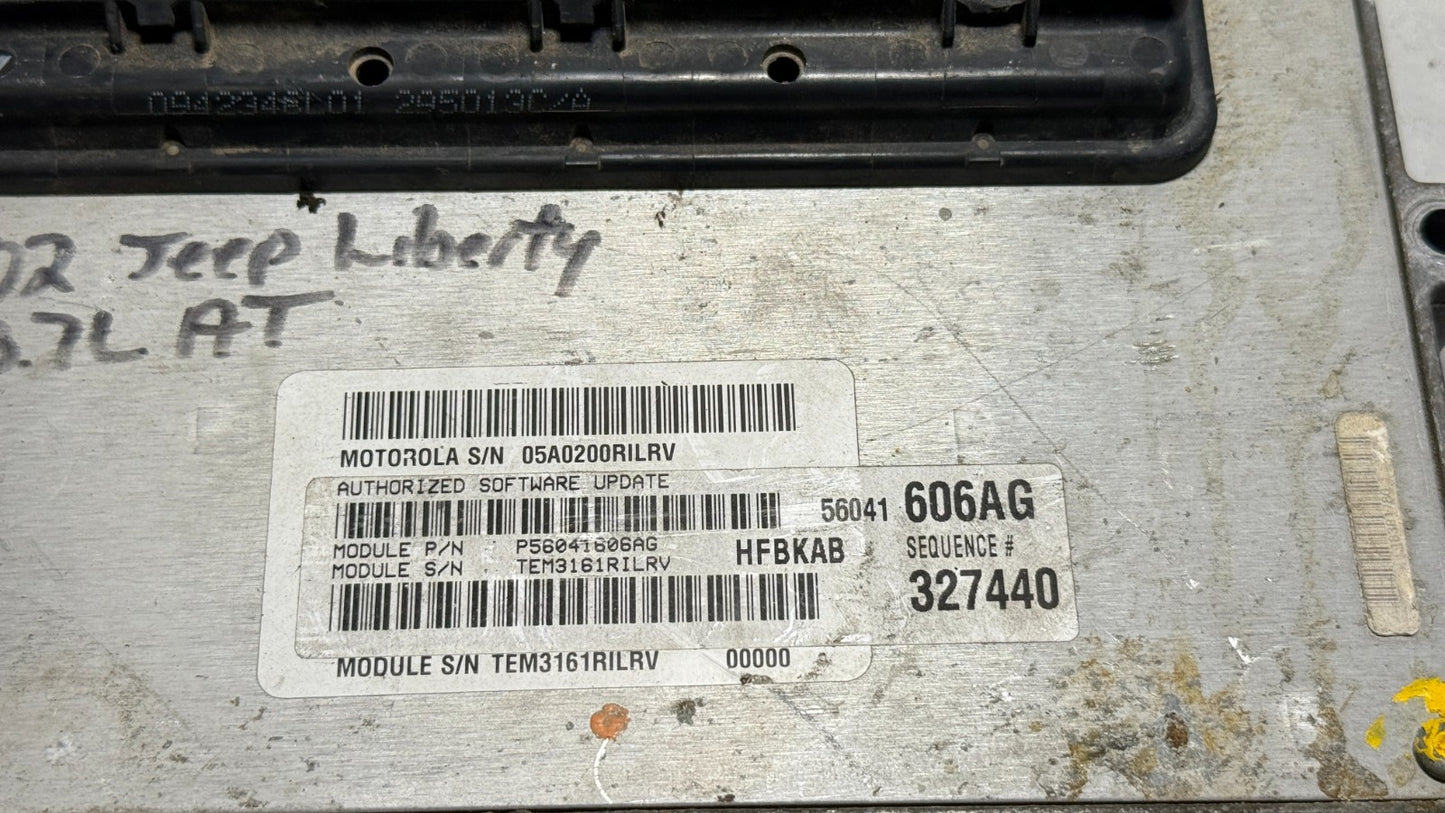 02 Jeep Liberty
3.7L AT
MOTOROLA S/N 05A0200RILRV
AUTHORIZED SOFTWARE UPDATE
56041 606AG
MODULE P/N P56041606AG
HFBKAB
SEQUENCE #
MODULE S/N TEM3161RILRV
327440
MODULE S/N TEM3161RILRV 00000